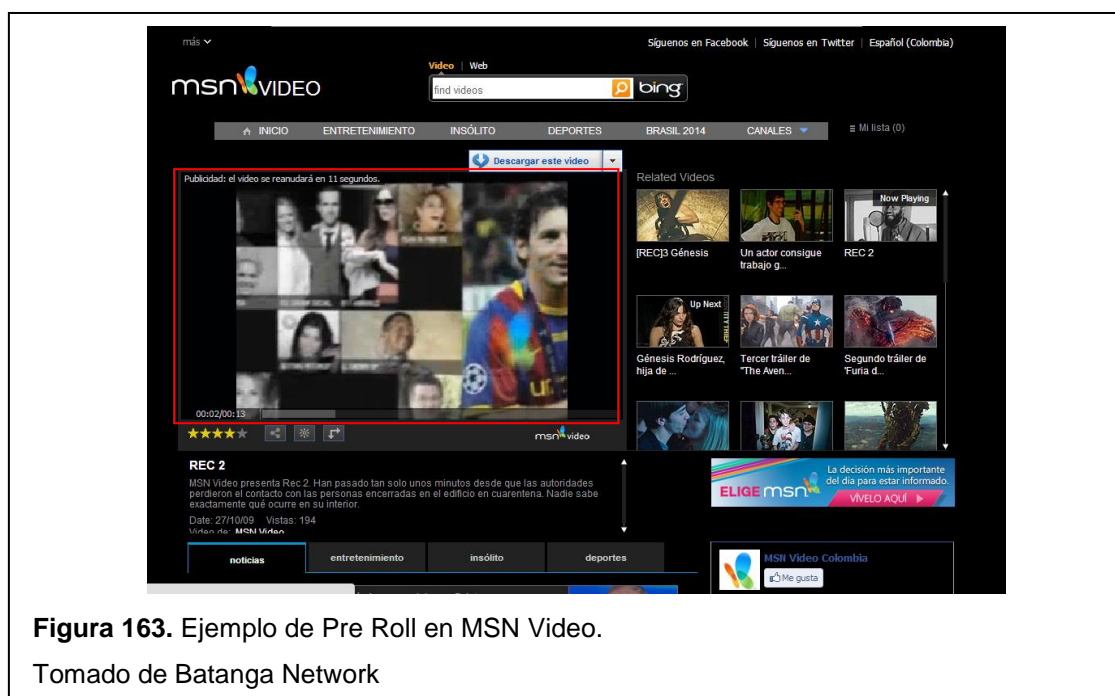 más
Síguenos en Facebook | Síguenos en Twitter | Español (Colombia)
msn VIDEO
Video | Web
find videos
bing
INICIO ENTRETENIMIENTO INSÓLITO DEPORTES BRASIL 2014 CANALES
Mi lista (0)
Descargar este video
Publicidad: el video se reanudará en 11 segundos.
00:02/00:13
msn video
Related Videos
[REC]3 Génesis
Un actor consigue
trabajo g...
Now Playing
REC 2
Up Next
Génesis Rodríguez,
hija de ...
Tercer tráiler de
"The Aven...
Segundo tráiler de
'Furia d...
REC 2
MSN Video presenta Rec 2. Han pasado tan solo unos minutos desde que las autoridades
perdieron el contacto con las personas encerradas en el edificio en cuarentena. Nadie sabe
exactamente qué ocurre en su interior.
Date: 27/10/09 Vistas: 194
Video de: MSN Video
ELIGE msn
La decisión más importante
del día para estar informado.
VÍVELO AQUÍ
noticias entretenimiento insólito deportes
MSN Video Colombia
Me gusta
Figura 163. Ejemplo de Pre Roll en MSN Video.
Tomado de Batanga Network